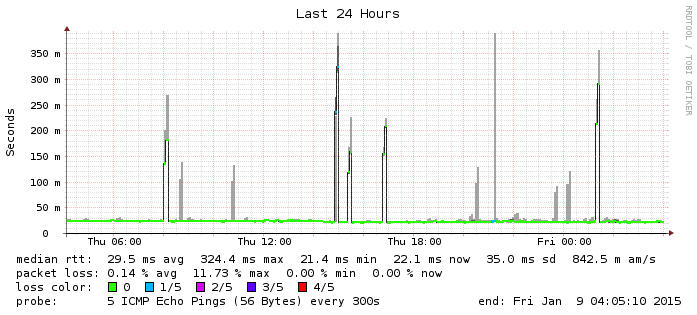 Last 24 Hours
RRDTOOL / TOBI OETIKER
Seconds
350 m
300 m
250 m
200 m
150 m
100 m
50 m
0
Thu 06:00 Thu 12:00 Thu 18:00 Fri 00:00
median rtt: 29.5 ms avg 324.4 ms max 21.4 ms min 22.1 ms now 35.0 ms sd 842.5 m am/s
packet loss: 0.14 % avg 11.73 % max 0.00 % min 0.00 % now
loss color: 0 1/5 2/5 3/5 4/5
probe: 5 ICMP Echo Pings (56 Bytes) every 300s end: Fri Jan 9 04:05:10 2015